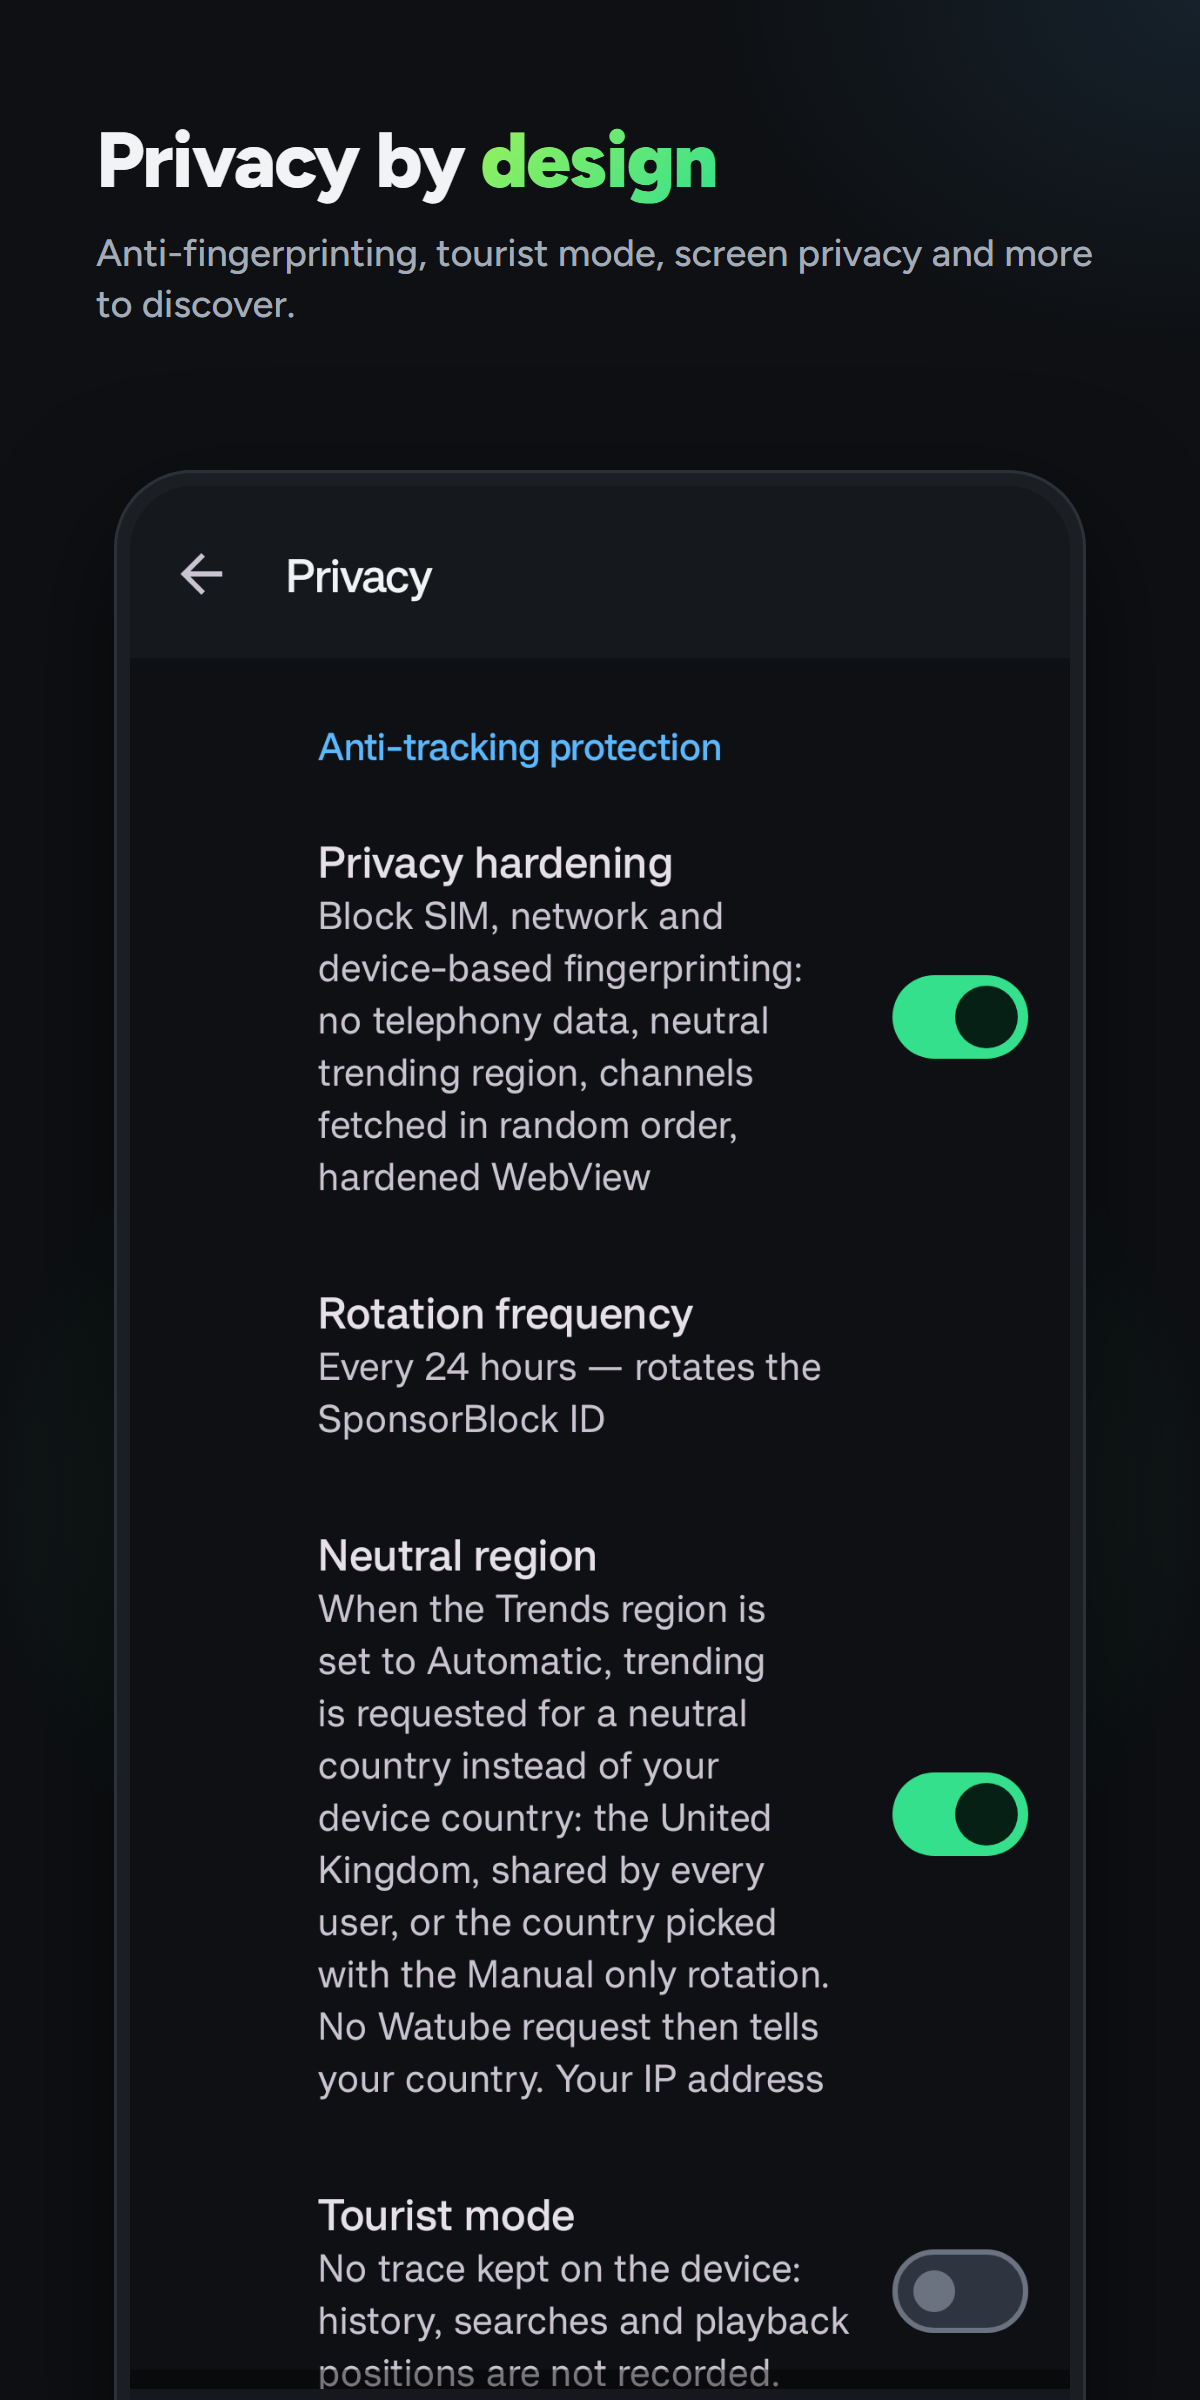 Privacy by design
Anti-fingerprinting, tourist mode, screen privacy and more
to discover.
Privacy
Anti-tracking protection
Privacy hardening
Block SIM, network and
device-based fingerprinting:
no telephony data, neutral
trending region, channels
fetched in random order,
hardened WebView
Rotation frequency
Every 24 hours — rotates the
SponsorBlock ID
Neutral region
When the Trends region is
set to Automatic, trending
is requested for a neutral
country instead of your
device country: the United
Kingdom, shared by every
user, or the country picked
with the Manual only rotation.
No Watube request then tells
your country. Your IP address
Tourist mode
No trace kept on the device:
history, searches and playback
positions are not recorded.